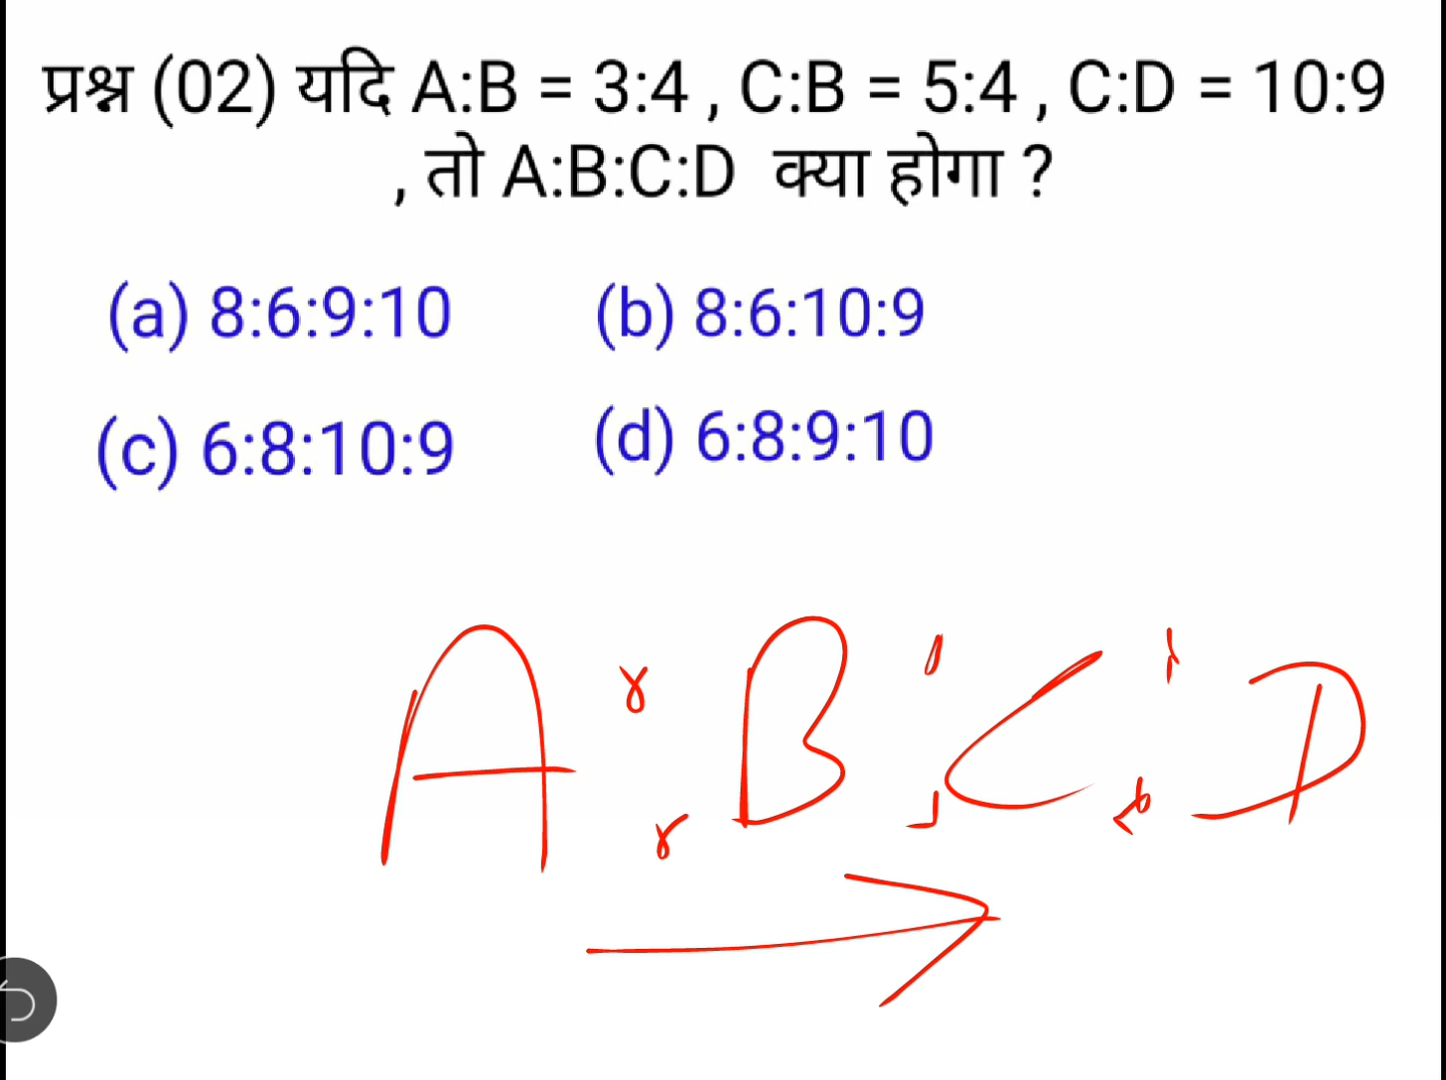 प्रश्न (02) यदि A:B = 3:4 , C:B = 5:4 , C:D = 10:9
, तो A:B:C:D क्या होगा ?
(a) 8:6:9:10 (b) 8:6:10:9
(c) 6:8:10:9 (d) 6:8:9:10
A : B : C : D